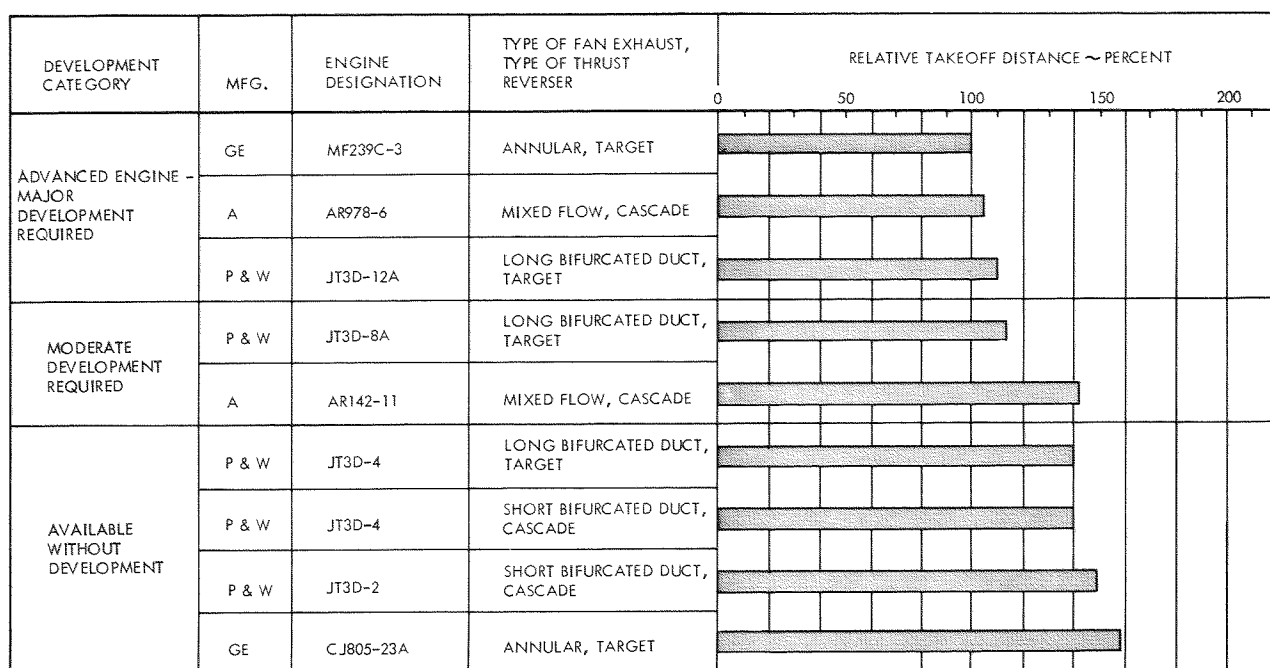 DEVELOPMENT
CATEGORY
MFG.
ENGINE
DESIGNATION
TYPE OF FAN EXHAUST,
TYPE OF THRUST
REVERSER
RELATIVE TAKEOFF DISTANCE ~ PERCENT
0 50 100 150 200
ADVANCED ENGINE -
MAJOR
DEVELOPMENT
REQUIRED
GE MF239C-3 ANNULAR, TARGET
A AR978-6 MIXED FLOW, CASCADE
P & W JT3D-12A LONG BIFURCATED DUCT,
TARGET
MODERATE
DEVELOPMENT
REQUIRED
P & W JT3D-8A LONG BIFURCATED DUCT,
TARGET
A AR142-11 MIXED FLOW, CASCADE
AVAILABLE
WITHOUT
DEVELOPMENT
P & W JT3D-4 LONG BIFURCATED DUCT,
TARGET
P & W JT3D-4 SHORT BIFURCATED DUCT,
CASCADE
P & W JT3D-2 SHORT BIFURCATED DUCT,
CASCADE
GE CJ805-23A ANNULAR, TARGET